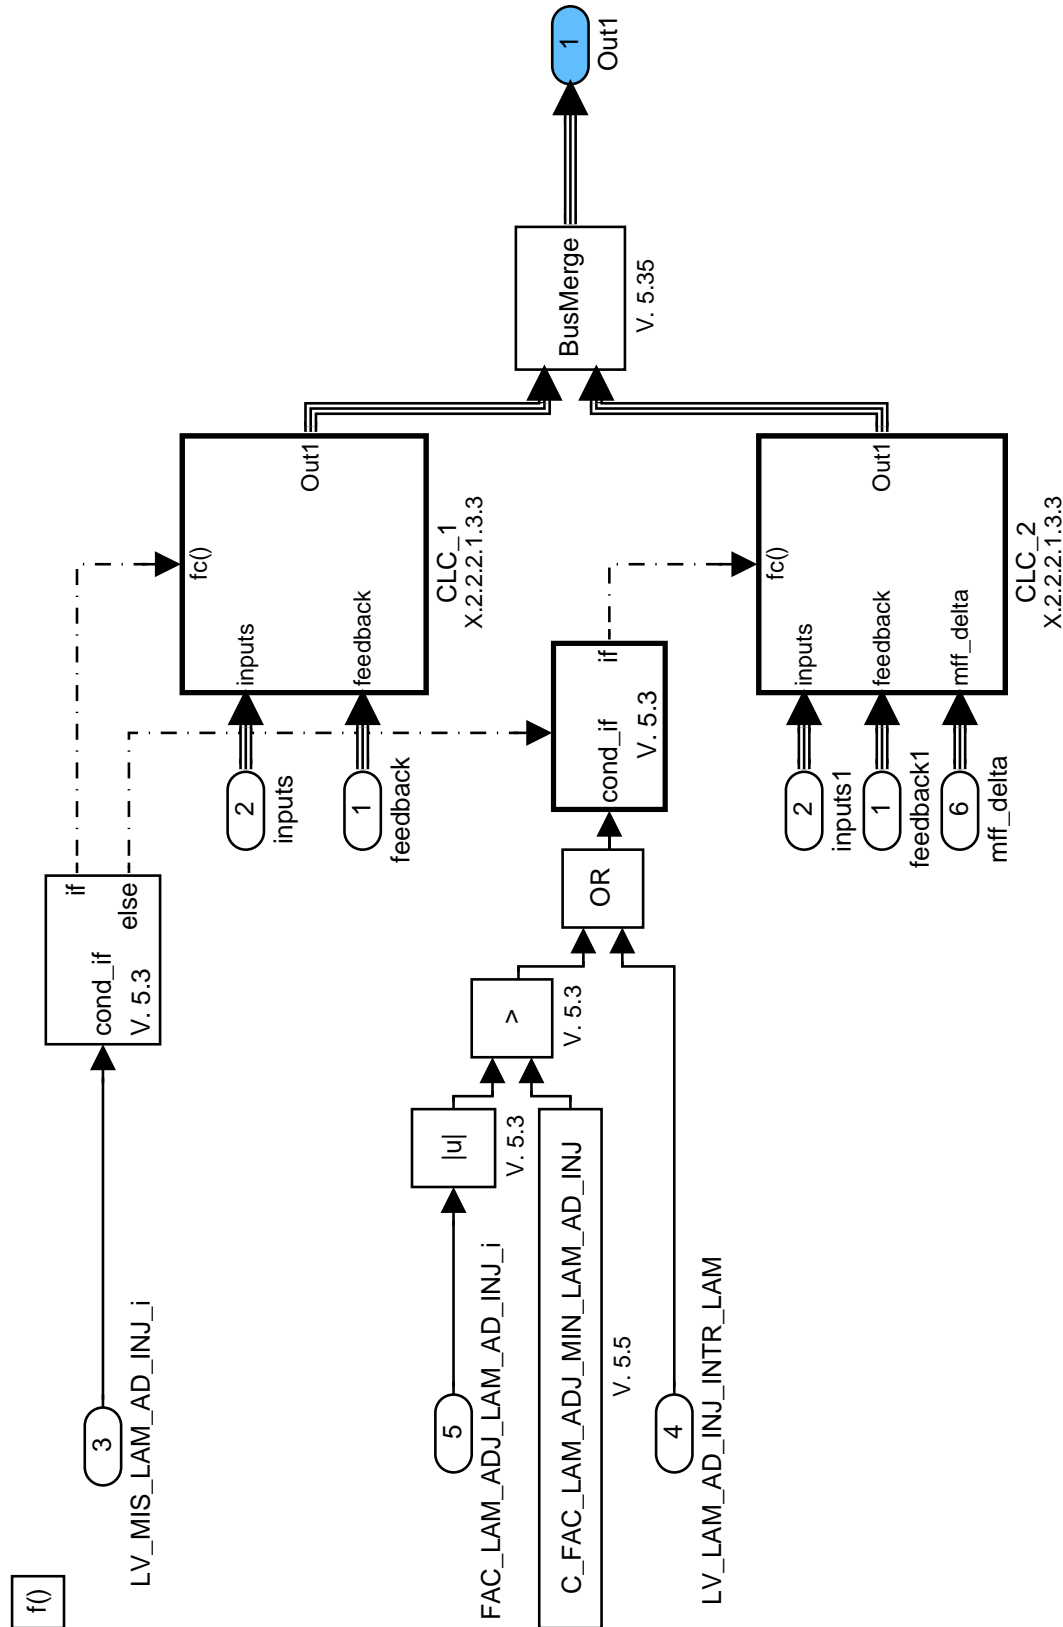 f()
3
LV_MIS_LAM_AD_INJ_i
cond_if
V. 5.3
if
else
2
inputs
1
feedback
fc()
inputs
feedback
Out1
CLC_1
X.2.2.2.1.3.3
5
FAC_LAM_ADJ_LAM_AD_INJ_i
|u|
V. 5.3
C_FAC_LAM_ADJ_MIN_LAM_AD_INJ
V. 5.5
>
V. 5.3
4
LV_LAM_AD_INJ_INTR_LAM
OR
cond_if
V. 5.3
if
2
inputs1
1
feedback1
6
mff_delta
fc()
inputs
feedback
mff_delta
Out1
CLC_2
X.2.2.2.1.3.3
BusMerge
V. 5.35
1
Out1